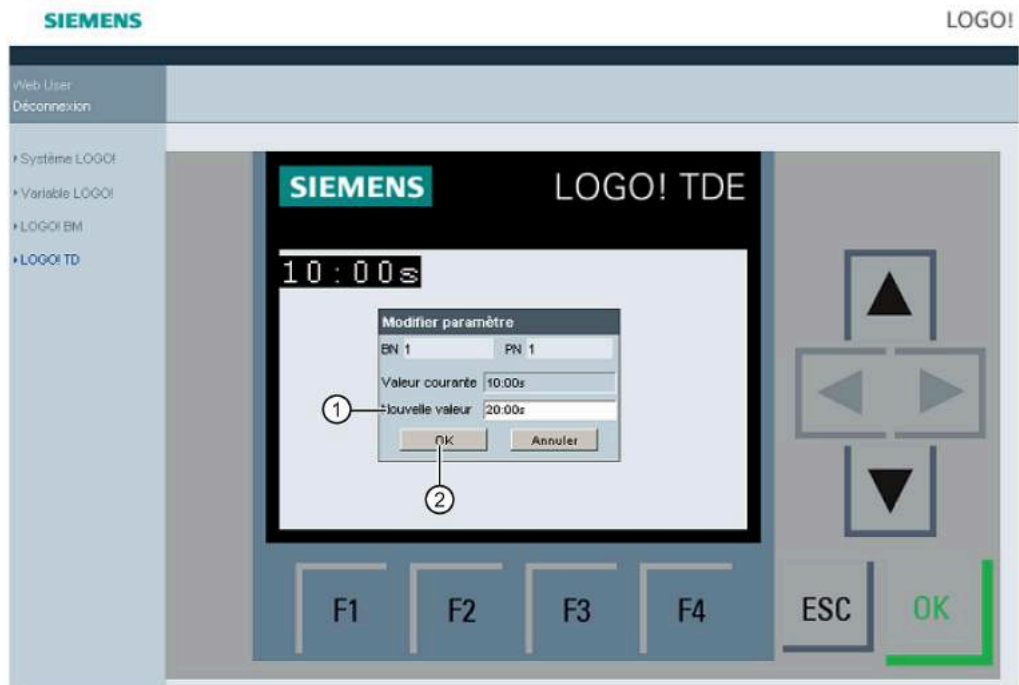 SIEMENS
LOGO!
Web User
Déconnexion
Système LOGO!
Variable LOGO!
LOGO! BM
LOGO! TD
SIEMENS
LOGO! TDE
10:00s
Modifier paramètre
BN 1 PN 1
Valeur courante 10:00s
1
Nouvelle valeur 20:00s
OK Annuler
2
F1 F2 F3 F4 ESC OK